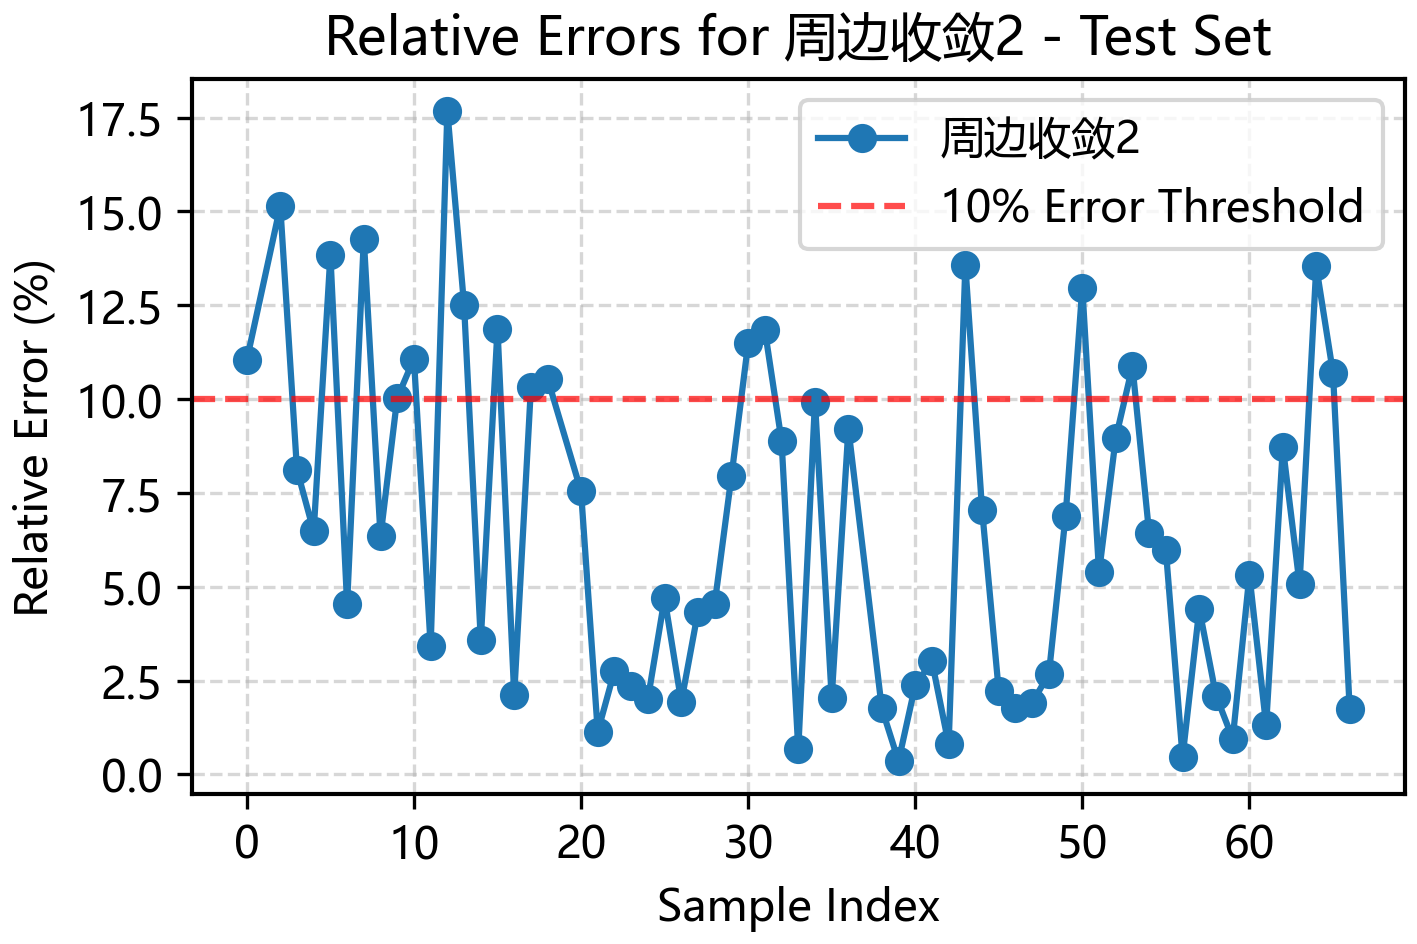 Relative Errors for 周边收敛2 - Test Set
周边收敛2
10% Error Threshold
Relative Error (%)
17.5
15.0
12.5
10.0
7.5
5.0
2.5
0.0
0 10 20 30 40 50 60
Sample Index